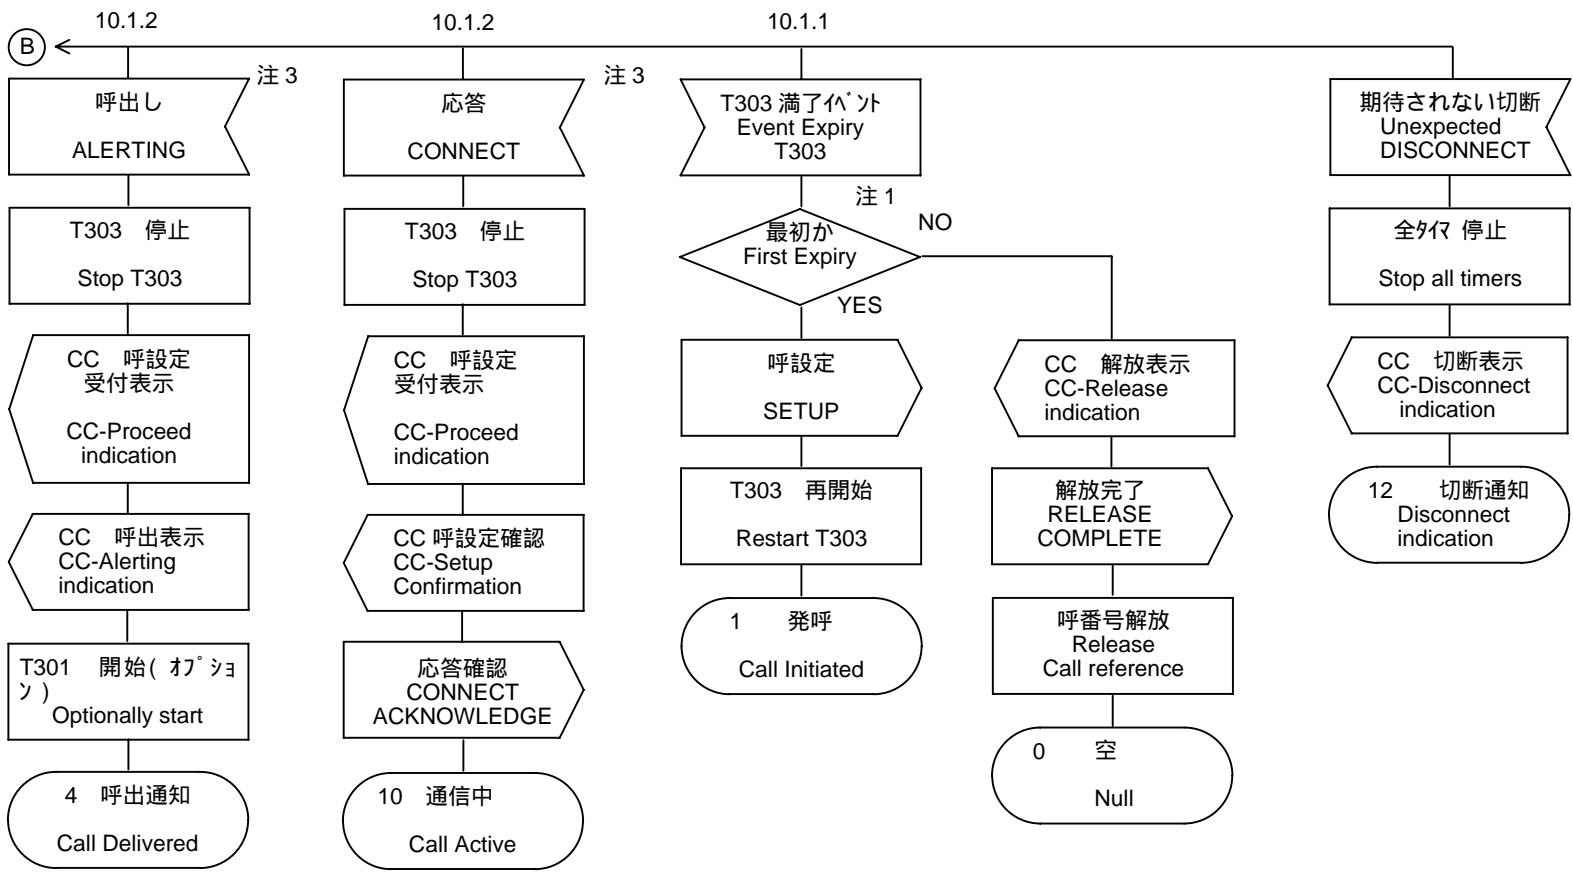 10.1.2
10.1.2
10.1.1
B
注 3
呼出し
ALERTING
T303 停止
Stop T303
CC 呼設定
受付表示
CC-Proceed
indication
CC 呼出表示
CC-Alerting
indication
T301 開始( ｵﾌﾟｼｮ
ﾝ )
Optionally start
4 呼出通知
Call Delivered
注 3
応答
CONNECT
T303 停止
Stop T303
CC 呼設定
受付表示
CC-Proceed
indication
CC 呼設定確認
CC-Setup
Confirmation
応答確認
CONNECT
ACKNOWLEDGE
10 通信中
Call Active
T303 満了ｲﾍﾞﾝﾄ
Event Expiry
T303
注 1
最初か
First Expiry
NO
YES
呼設定
SETUP
T303 再開始
Restart T303
1 発呼
Call Initiated
CC 解放表示
CC-Release
indication
解放完了
RELEASE
COMPLETE
呼番号解放
Release
Call reference
0 空
Null
期待されない切断
Unexpected
DISCONNECT
全ﾀｲﾏ 停止
Stop all timers
CC 切断表示
CC-Disconnect
indication
12 切断通知
Disconnect
indication